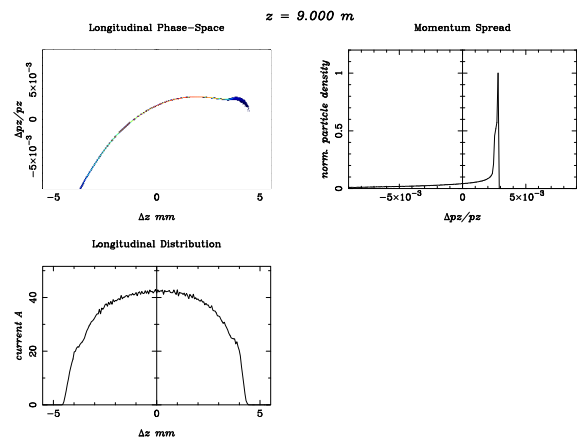 z = 9.000 m
Longitudinal Phase-Space
Δpz/pz
5×10⁻³
0
−5×10⁻³
−5 0 5
Δz mm
Momentum Spread
norm. particle density
1
0.5
0
−5×10⁻³ 0 5×10⁻³
Δpz/pz
Longitudinal Distribution
current A
40
20
0
−5 0 5
Δz mm